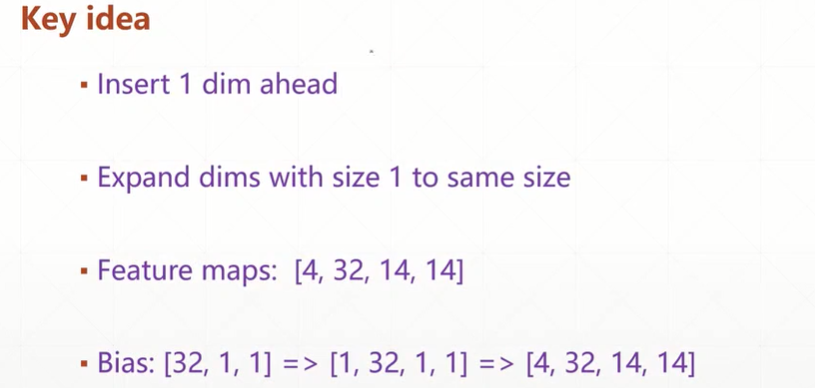 Key idea
▪ Insert 1 dim ahead
▪ Expand dims with size 1 to same size
▪ Feature maps:  [4, 32, 14, 14]
▪ Bias: [32, 1, 1] => [1, 32, 1, 1] => [4, 32, 14, 14]